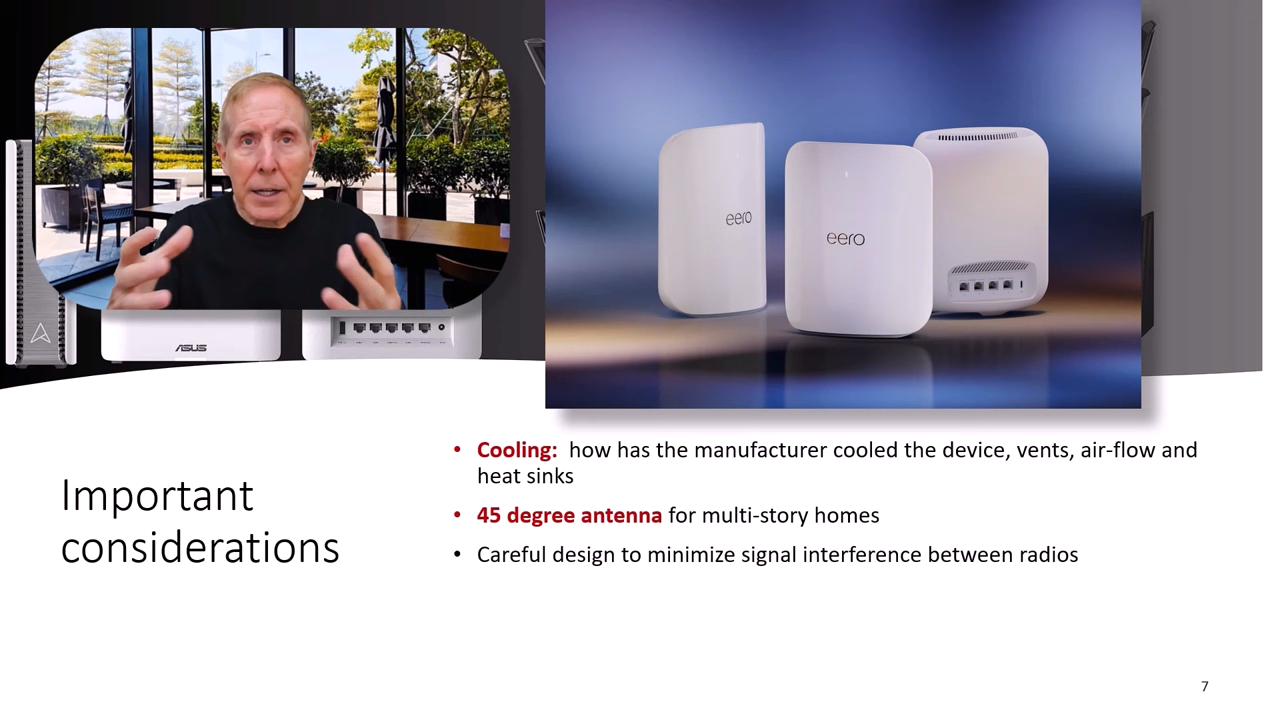 eero
eero
ASUS
Important
considerations
• Cooling: how has the manufacturer cooled the device, vents, air-flow and
heat sinks
• 45 degree antenna for multi-story homes
• Careful design to minimize signal interference between radios
7